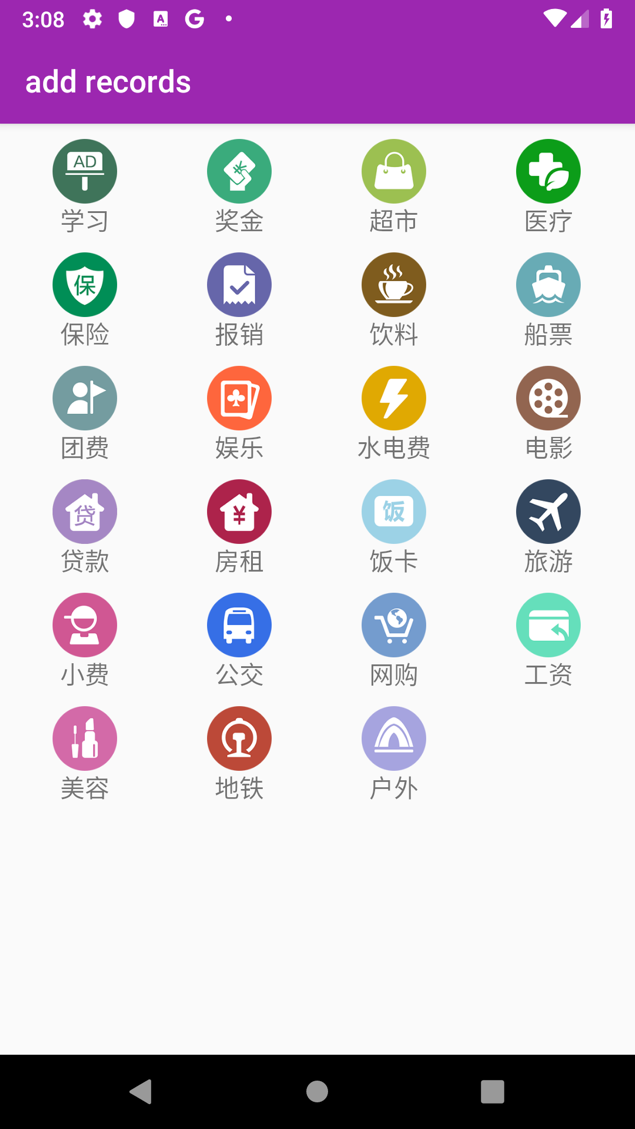 3:08
add records
AD
学习 奖金 超市 医疗
保
保险 报销 饮料 船票
团费 娱乐 水电费 电影
贷 ¥ 饭
贷款 房租 饭卡 旅游
小费 公交 网购 工资
美容 地铁 户外